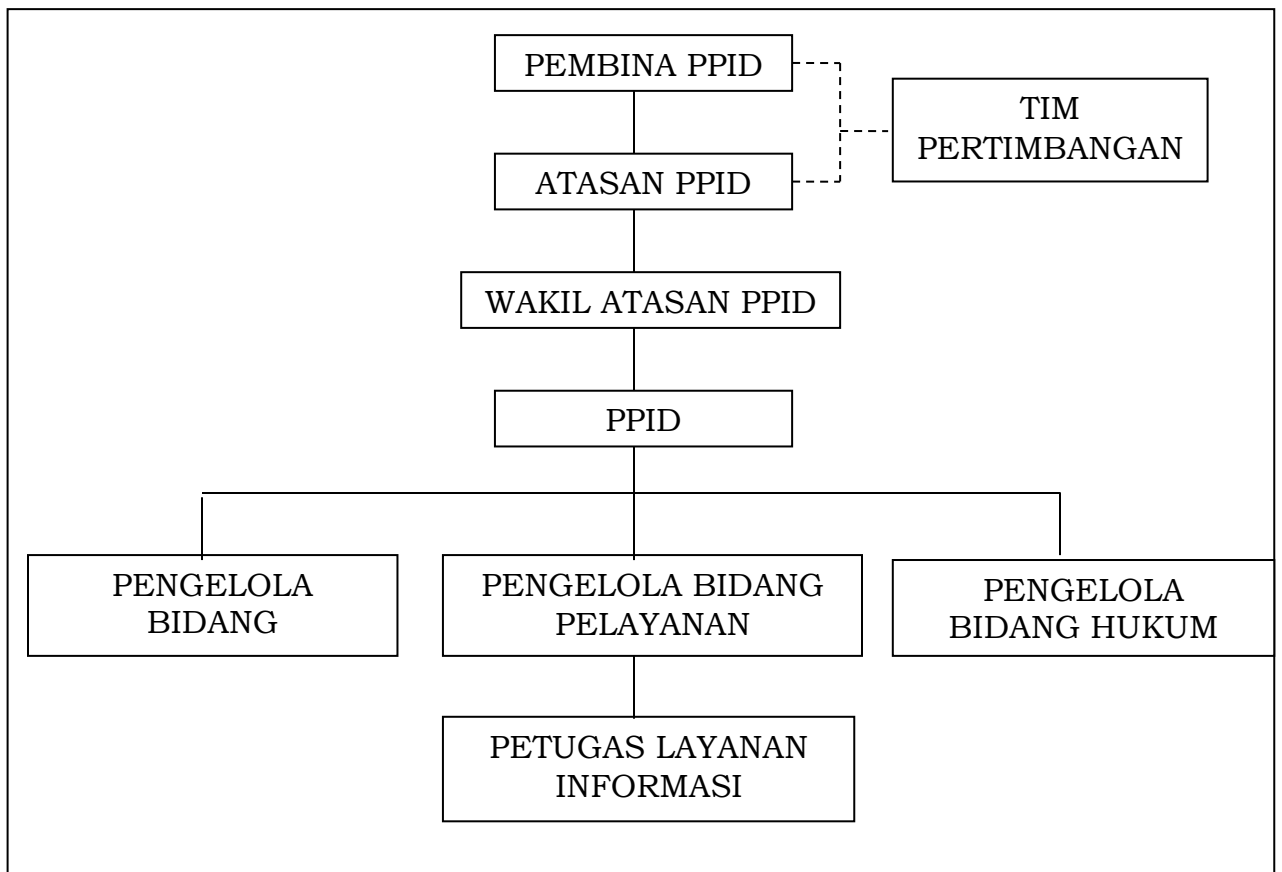 PEMBINA PPID
TIM
PERTIMBANGAN
ATASAN PPID
WAKIL ATASAN PPID
PPID
PENGELOLA
BIDANG
PENGELOLA BIDANG
PELAYANAN
PENGELOLA
BIDANG HUKUM
PETUGAS LAYANAN
INFORMASI